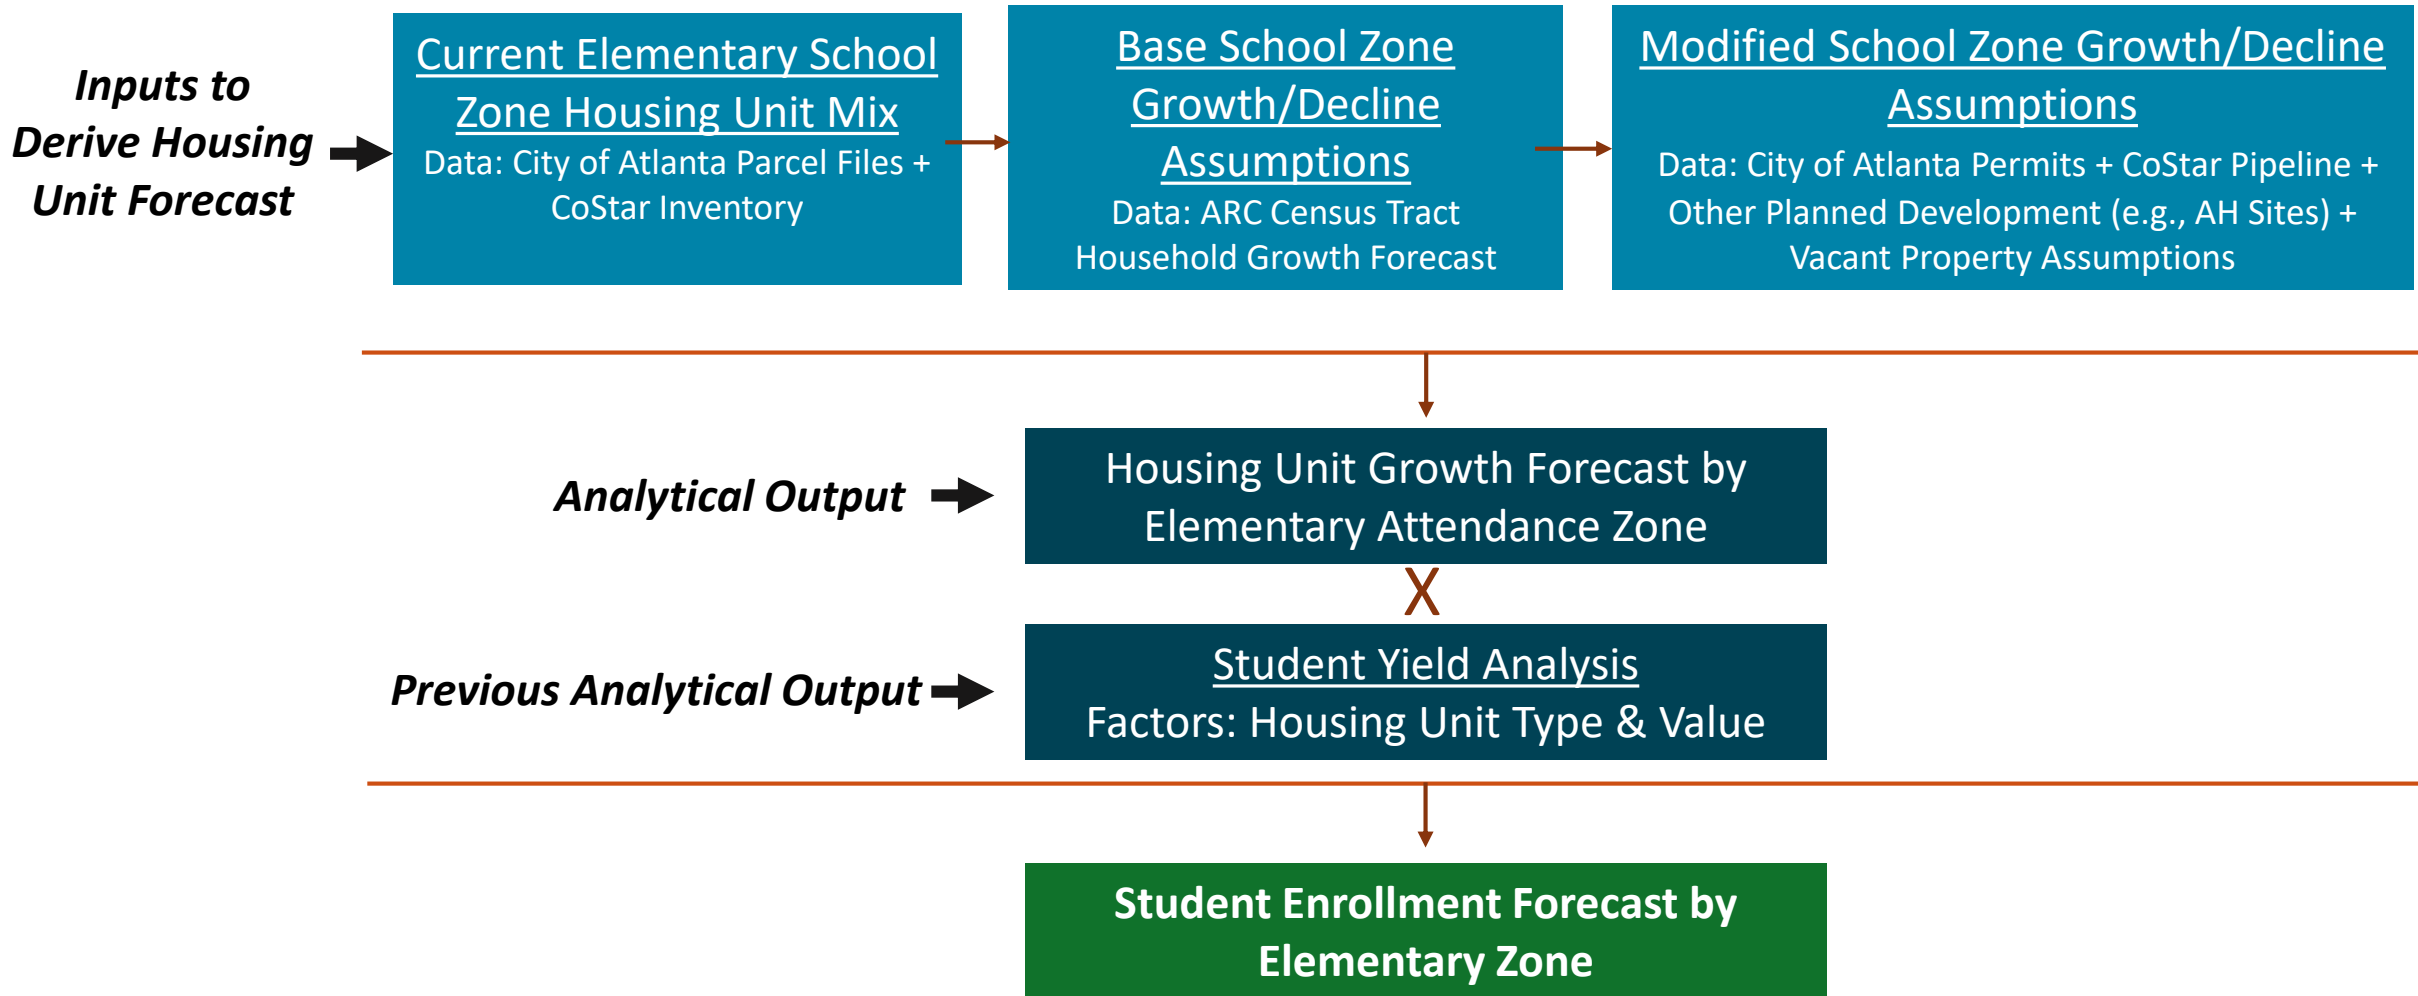 Inputs to
Derive Housing
Unit Forecast
Current Elementary School
Zone Housing Unit Mix
Data: City of Atlanta Parcel Files +
CoStar Inventory
Base School Zone
Growth/Decline
Assumptions
Data: ARC Census Tract
Household Growth Forecast
Modified School Zone Growth/Decline
Assumptions
Data: City of Atlanta Permits + CoStar Pipeline +
Other Planned Development (e.g., AH Sites) +
Vacant Property Assumptions
Analytical Output
Housing Unit Growth Forecast by
Elementary Attendance Zone
X
Previous Analytical Output
Student Yield Analysis
Factors: Housing Unit Type & Value
Student Enrollment Forecast by
Elementary Zone